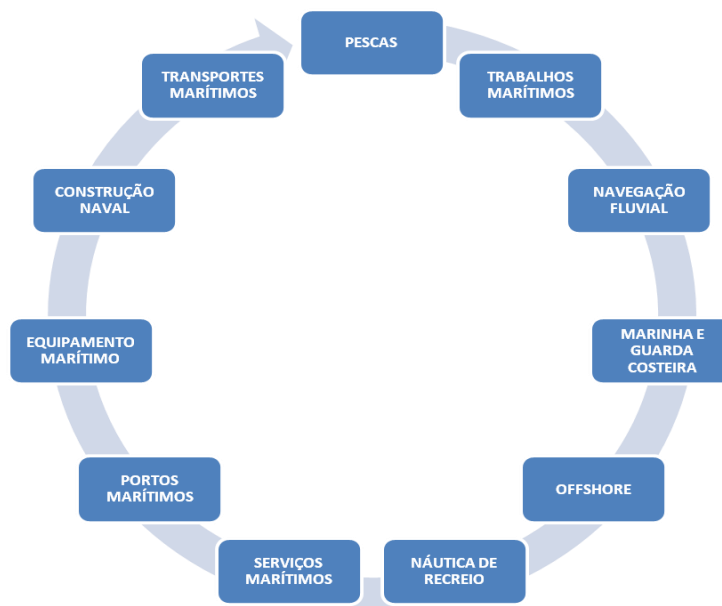 PESCAS
TRABALHOS
MARÍTIMOS
NAVEGAÇÃO
FLUVIAL
MARINHA E
GUARDA
COSTEIRA
OFFSHORE
NÁUTICA DE
RECREIO
SERVIÇOS
MARÍTIMOS
PORTOS
MARÍTIMOS
EQUIPAMENTO
MARÍTIMO
CONSTRUÇÃO
NAVAL
TRANSPORTES
MARÍTIMOS